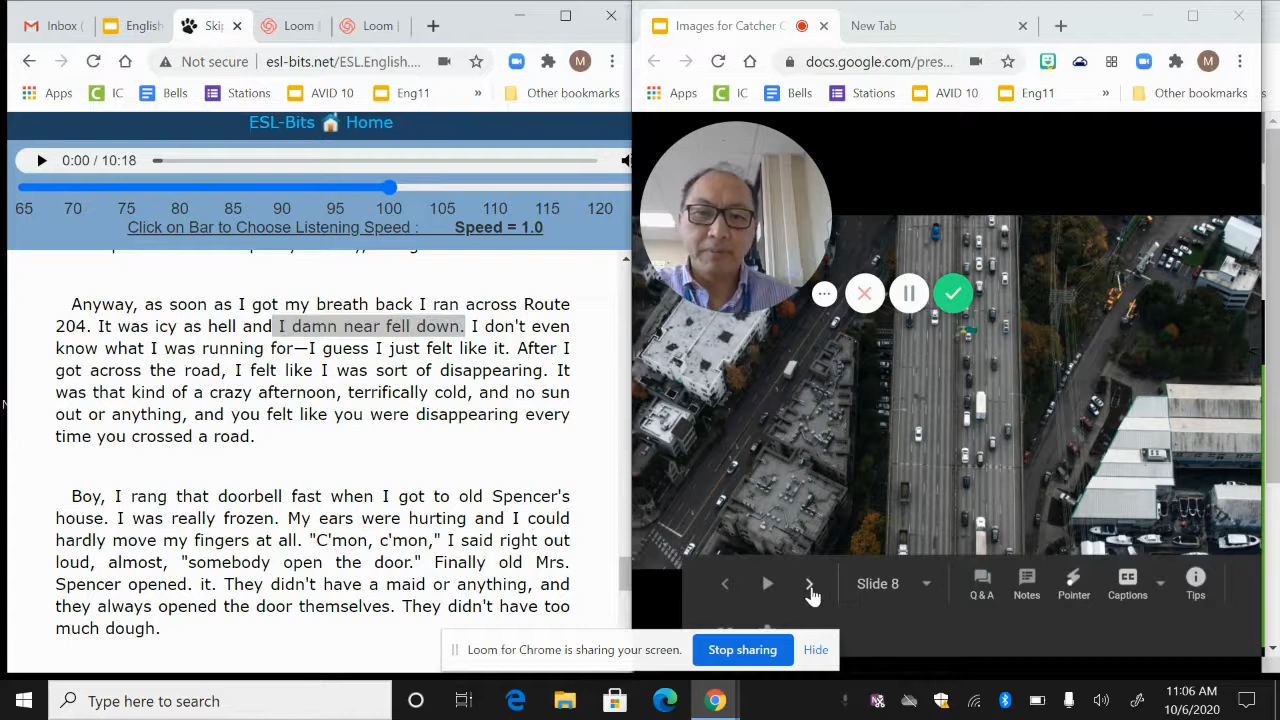 Inbox (
English
Skip
Loom
Loom
Images for Catcher
New Tab
Not secure
esl-bits.net/ESL.English....
M
docs.google.com/pres...
M
Apps
IC
Bells
Stations
AVID 10
Eng11
»
Other bookmarks
Apps
IC
Bells
Stations
AVID 10
Eng11
»
Other bookmarks
ESL-Bits Home
0:00 / 10:18
65 70 75 80 85 90 95 100 105 110 115 120
Click on Bar to Choose Listening Speed : Speed = 1.0
Anyway, as soon as I got my breath back I ran across Route
204. It was icy as hell and I damn near fell down. I don't even
know what I was running for—I guess I just felt like it. After I
got across the road, I felt like I was sort of disappearing. It
was that kind of a crazy afternoon, terrifically cold, and no sun
out or anything, and you felt like you were disappearing every
time you crossed a road.
Boy, I rang that doorbell fast when I got to old Spencer's
house. I was really frozen. My ears were hurting and I could
hardly move my fingers at all. "C'mon, c'mon," I said right out
loud, almost, "somebody open the door." Finally old Mrs.
Spencer opened. it. They didn't have a maid or anything, and
they always opened the door themselves. They didn't have too
much dough.
Slide 8
Q & A
Notes
Pointer
Captions
Tips
Loom for Chrome is sharing your screen.
Stop sharing
Hide
Type here to search
11:06 AM
10/6/2020